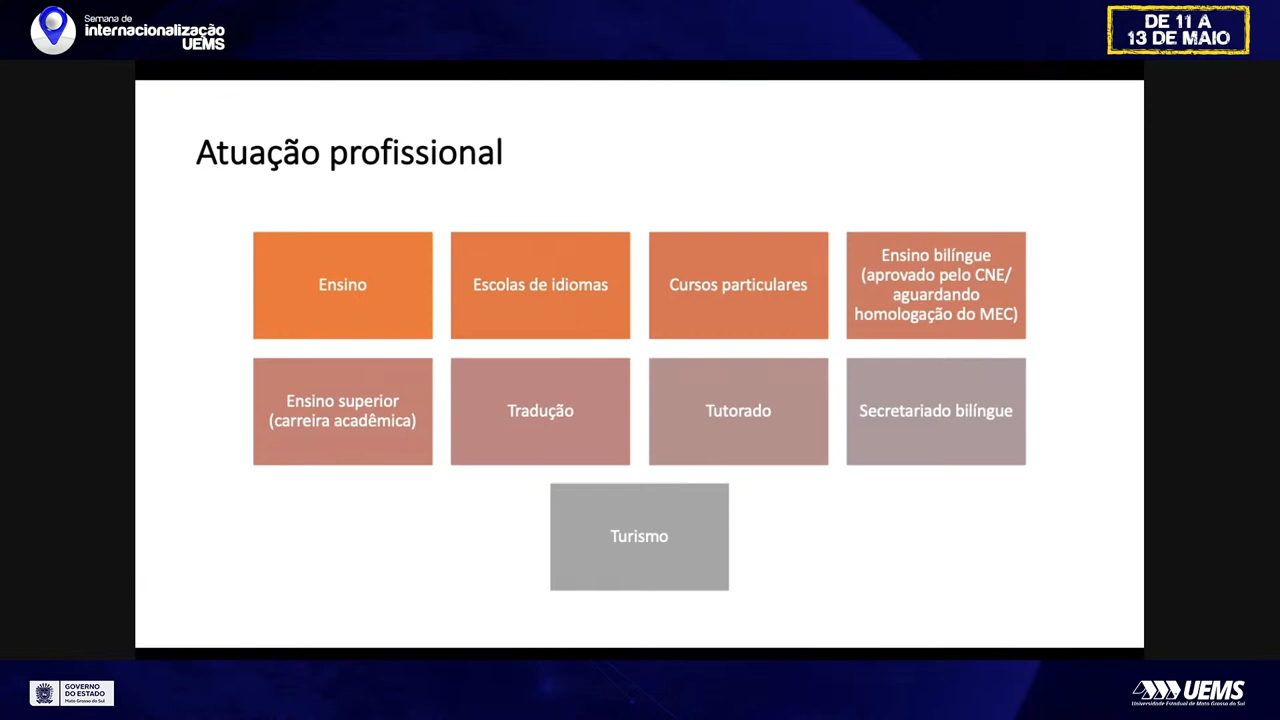 Semana de
internacionalização
UEMS
DE 11 A
13 DE MAIO
Atuação profissional
Ensino
Escolas de idiomas
Cursos particulares
Ensino bilíngue
(aprovado pelo CNE/
aguardando
homologação do MEC)
Ensino superior
(carreira acadêmica)
Tradução
Tutorado
Secretariado bilíngue
Turismo
GOVERNO
DO ESTADO
Mato Grosso do Sul
UEMS
Universidade Estadual de Mato Grosso do Sul